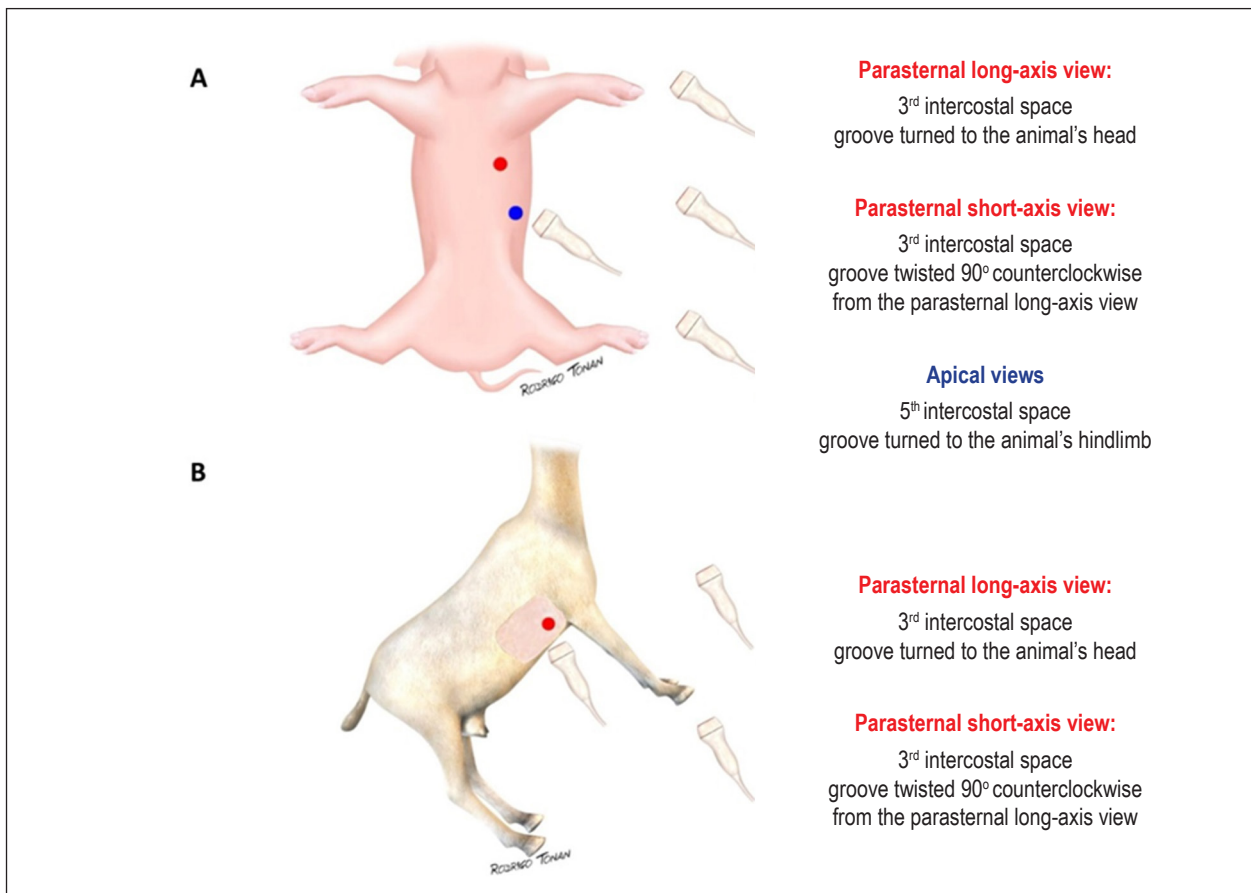 A
Parasternal long-axis view:
3rd intercostal space
groove turned to the animal's head
Parasternal short-axis view:
3rd intercostal space
groove twisted 90º counterclockwise
from the parasternal long-axis view
Apical views
5th intercostal space
groove turned to the animal's hindlimb
RODRIGO TONAN
B
Parasternal long-axis view:
3rd intercostal space
groove turned to the animal's head
Parasternal short-axis view:
3rd intercostal space
groove twisted 90º counterclockwise
from the parasternal long-axis view
RODRIGO TONAN